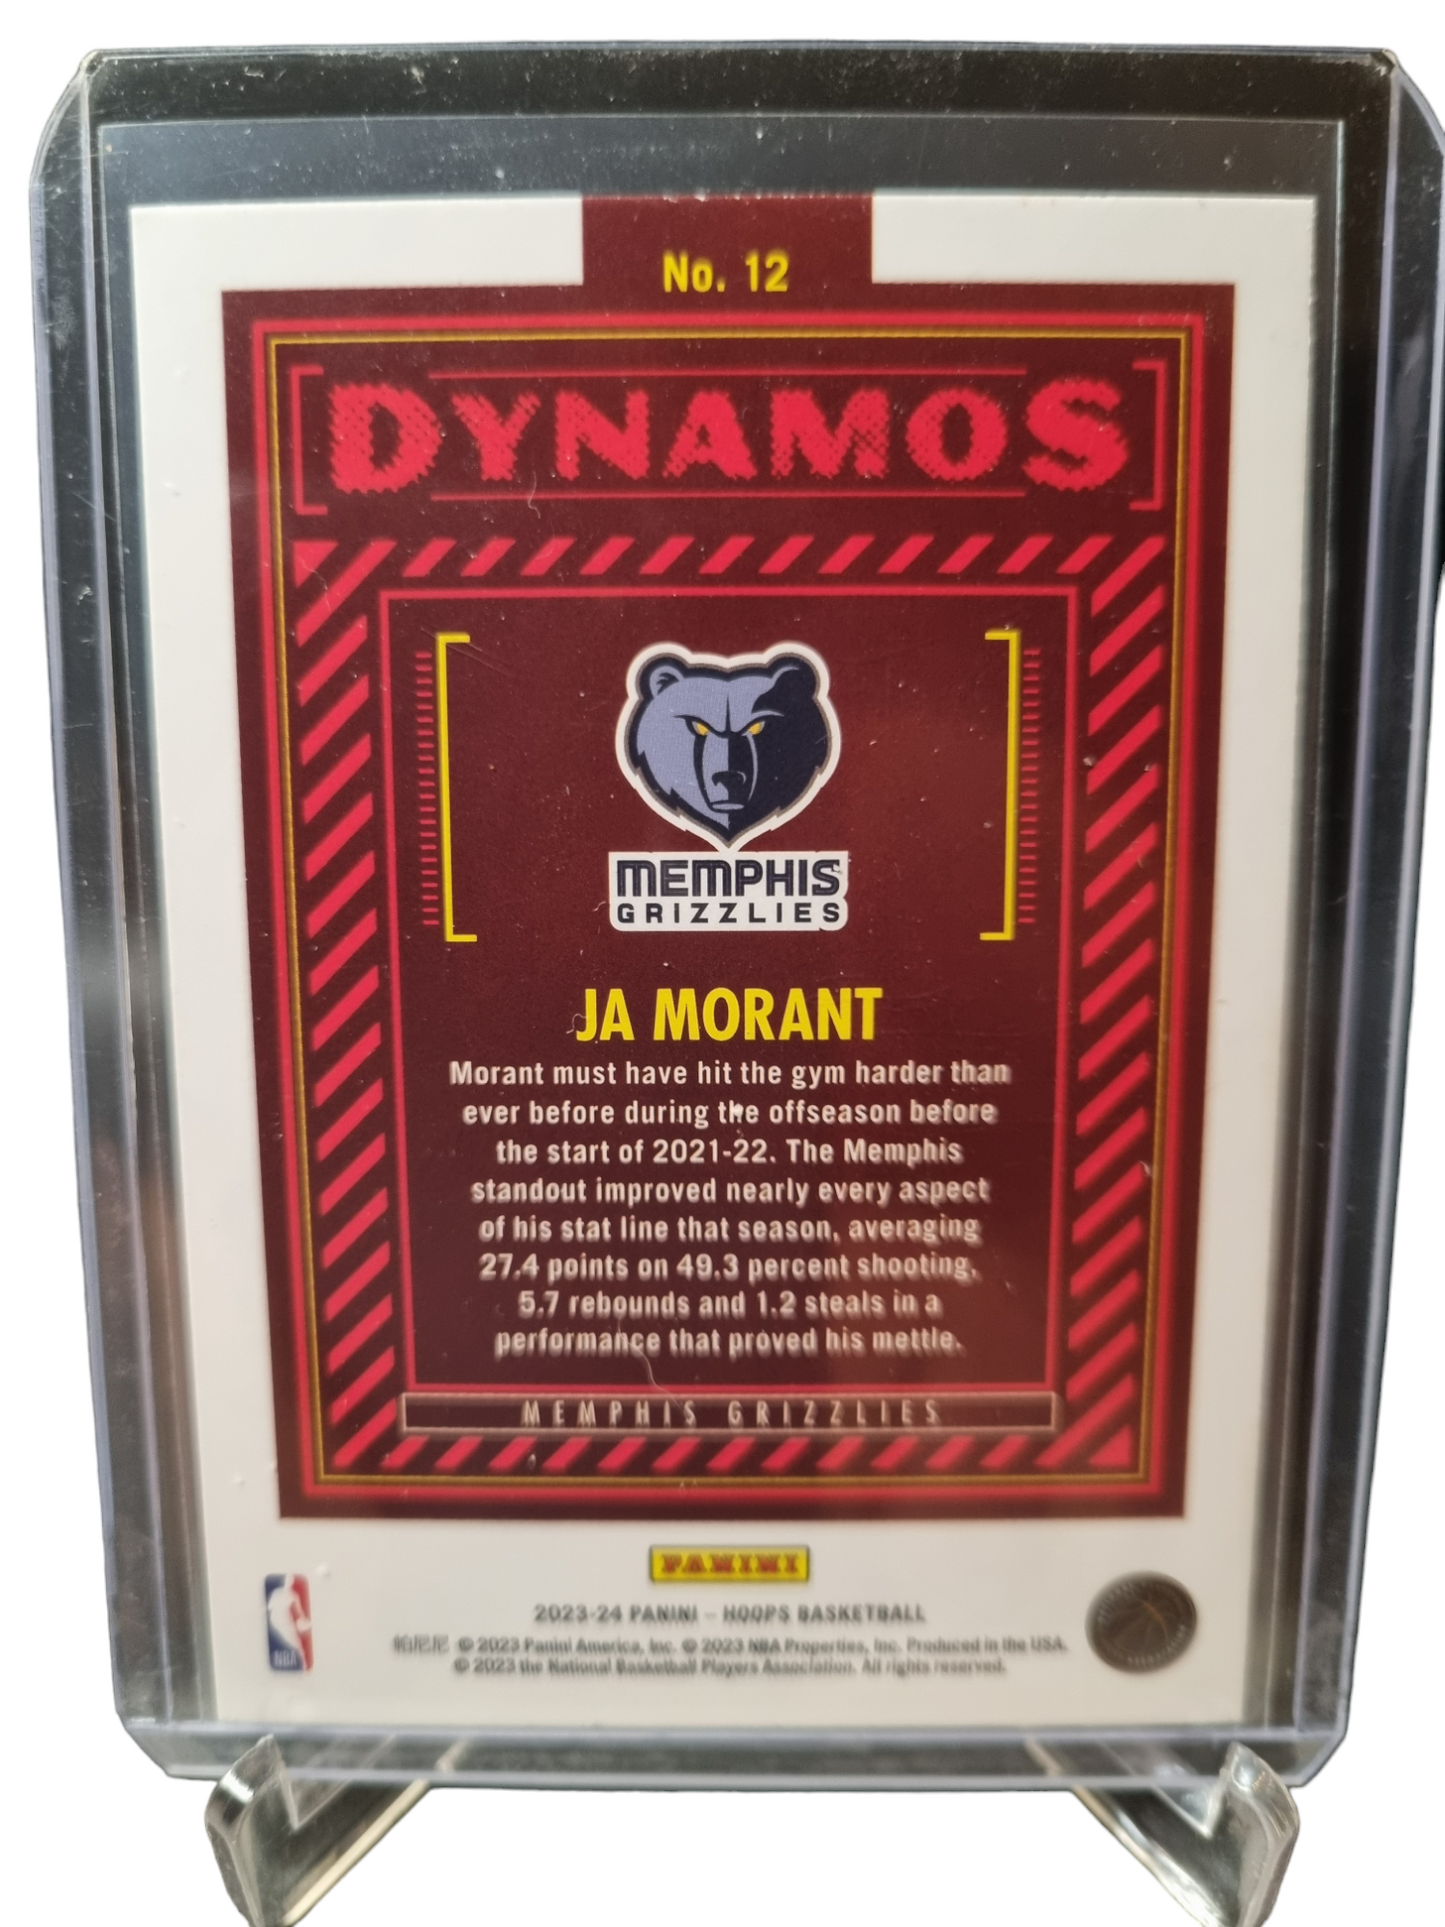 No. 12
DYNAMOS
MEMPHIS
GRIZZLIES
JA MORANT
Morant must have hit the gym harder than
ever before during the offseason before
the start of 2021-22. The Memphis
standout improved nearly every aspect
of his stat line that season, averaging
27.4 points on 49.3 percent shooting,
5.7 rebounds and 1.2 steals in a
performance that proved his mettle.
MEMPHIS GRIZZLIES
PANINI
2023-24 PANINI – HOOPS BASKETBALL
帕尼尼 © 2023 Panini America, Inc. © 2023 NBA Properties, Inc. Produced in the USA.
© 2023 the National Basketball Players Association. All rights reserved.
NBA